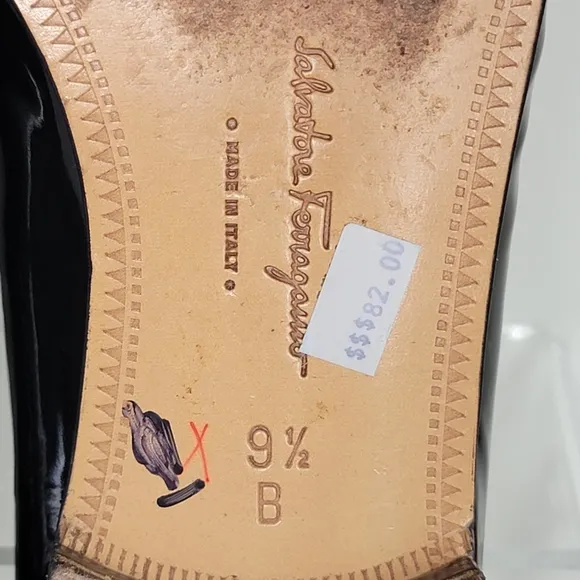 Salvatore Ferragamo
MADE IN ITALY
$$$82.00
X
9½
B